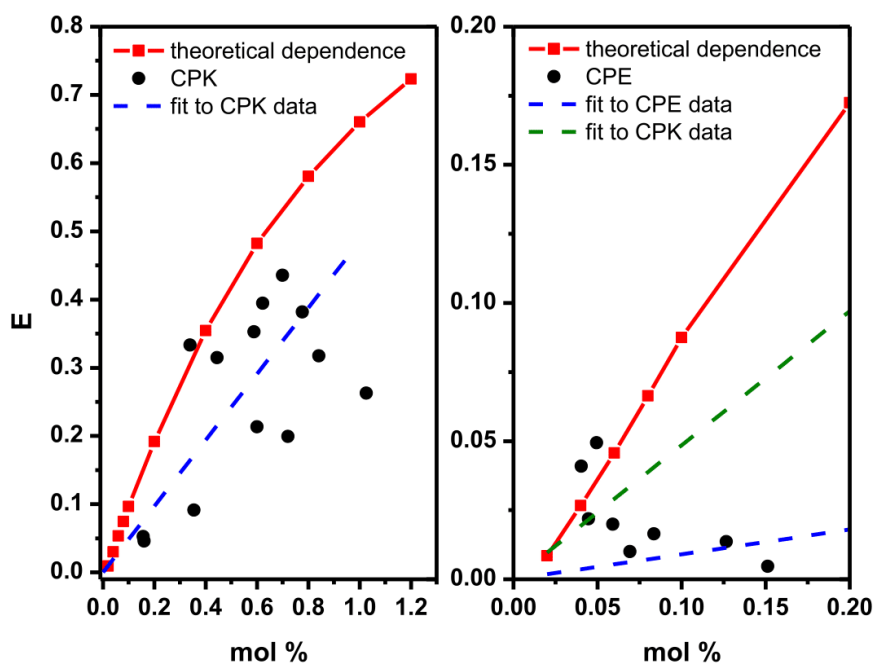 0.8
0.7
0.6
0.5
0.4
0.3
0.2
0.1
0.0
E
theoretical dependence
CPK
fit to CPK data
0.0 0.2 0.4 0.6 0.8 1.0 1.2
mol %
0.20
0.15
0.10
0.05
0.00
theoretical dependence
CPE
fit to CPE data
fit to CPK data
0.00 0.05 0.10 0.15 0.20
mol %